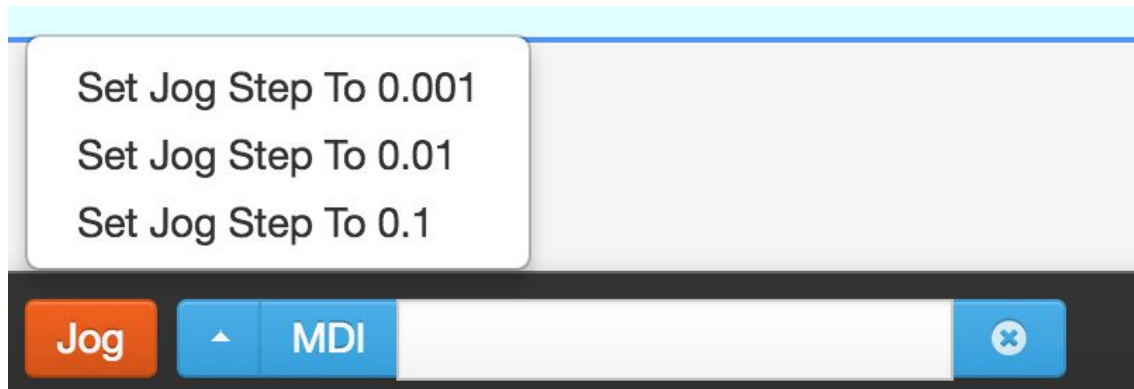 Set Jog Step To 0.001
Set Jog Step To 0.01
Set Jog Step To 0.1
Jog MDI